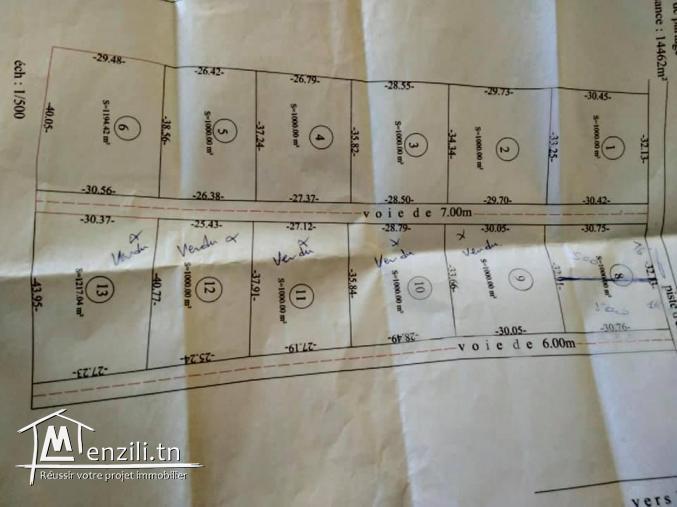 de partage
ance : 14462m²
éch : 1/500
-29.48-
-26.42-
-26.79-
-28.55-
-29.73-
-30.45-
-40.05-
6
S=1194.42 m²
-38.56-
5
S=1000.00 m²
-37.24-
4
S=1000.00 m²
-35.82-
3
S=1000.00 m²
-34.34-
2
S=1000.00 m²
-33.25-
1
S=1000.00 m²
-32.13-
-30.56-
-26.38-
-27.37-
-28.50-
-29.70-
-30.42-
voie de 7.00m
-30.37-
-25.43-
-27.12-
-28.79-
-30.05-
-30.75-
Vendu
Vendu
Vendu
Vendu
Vendu
-43.95-
13
S=1217.04 m²
-40.77-
12
S=1000.00 m²
-37.91-
11
S=1000.00 m²
-35.84-
10
S=1000.00 m²
-33.66-
9
S=1000.00 m²
8
-27.23-
-25.24-
-27.19-
-28.49-
-30.05-
-30.76-
voie de 6.00m
piste
vers
Menzili.tn
Réussir votre projet immobilier